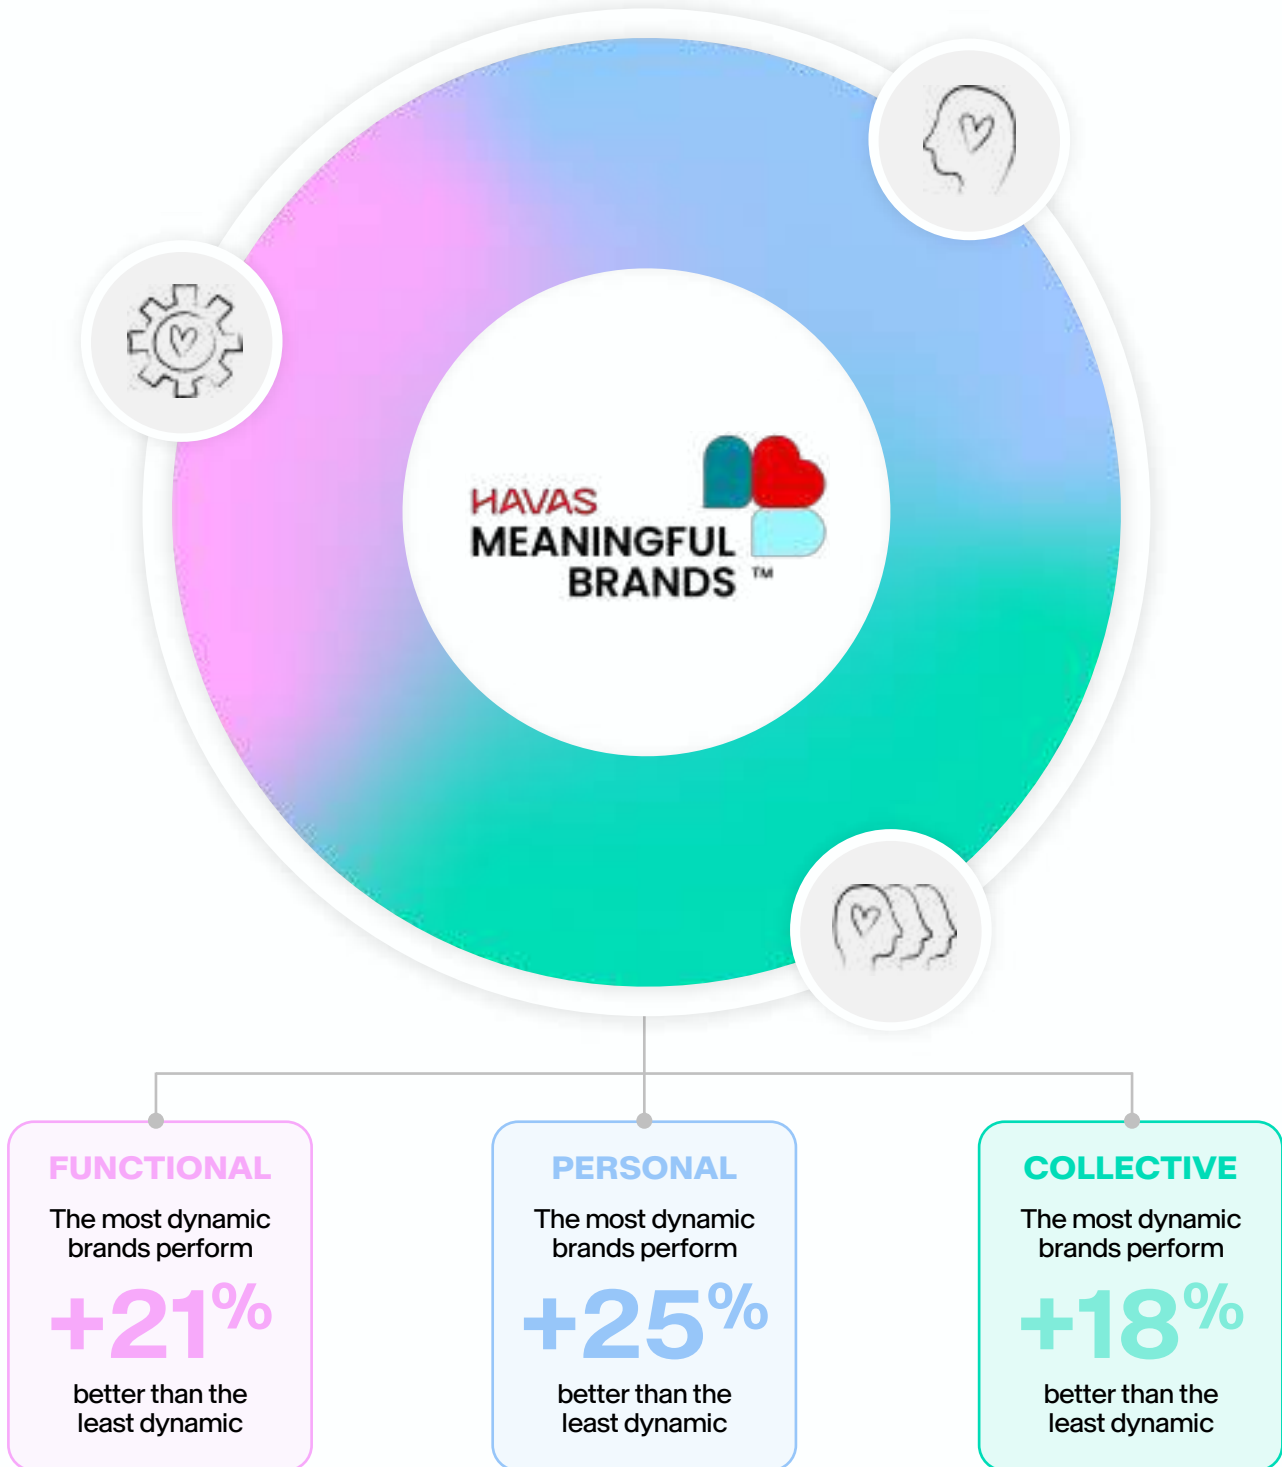 HAVAS
MEANINGFUL
BRANDS ™
FUNCTIONAL
The most dynamic
brands perform
+21%
better than the
least dynamic
PERSONAL
The most dynamic
brands perform
+25%
better than the
least dynamic
COLLECTIVE
The most dynamic
brands perform
+18%
better than the
least dynamic